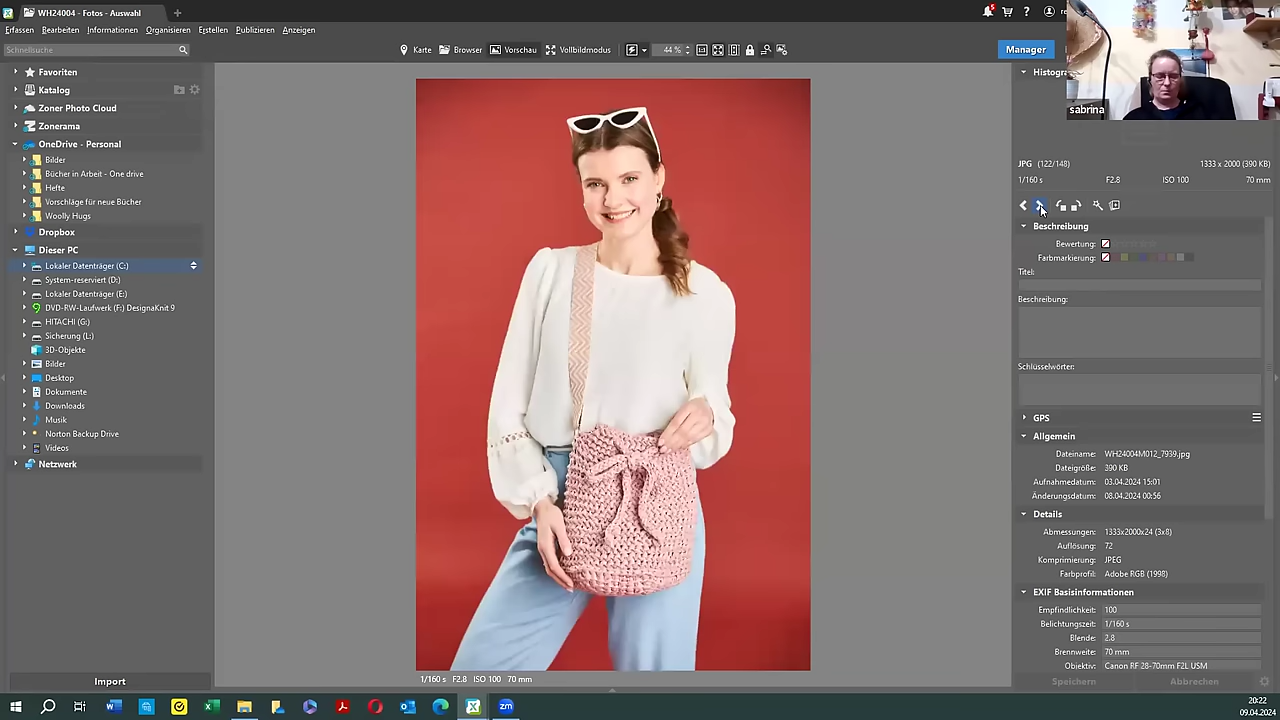 WH24004 - Fotos - Auswahl
Erfassen Bearbeiten Informationen Organisieren Erstellen Publizieren Anzeigen
Schnellsuche
Karte Browser Vorschau Vollbildmodus 44 % Manager
Favoriten
Katalog
Zoner Photo Cloud
Zonerama
OneDrive - Personal
Bilder
Bücher in Arbeit - One drive
Hefte
Vorschläge für neue Bücher
Woolly Hugs
Dropbox
Dieser PC
Lokaler Datenträger (C:)
System-reserviert (D:)
Lokaler Datenträger (E:)
DVD-RW-Laufwerk (F:) DesignaKnit 9
HITACHI (G:)
Sicherung (L:)
3D-Objekte
Bilder
Desktop
Dokumente
Downloads
Musik
Norton Backup Drive
Videos
Netzwerk
Import
1/160 s F2.8 ISO 100 70 mm
sabrina
JPG (122/148) 1333 x 2000 (390 KB)
1/160 s F2.8 ISO 100 70 mm
Beschreibung
Bewertung:
Farbmarkierung:
Titel:
Beschreibung:
Schlüsselwörter:
GPS
Allgemein
Dateiname: WH24004M012_7939.jpg
Dateigröße: 390 KB
Aufnahmedatum: 03.04.2024 15:01
Änderungsdatum: 08.04.2024 00:56
Details
Abmessungen: 1333x2000x24 (3x8)
Auflösung: 72
Komprimierung: JPEG
Farbprofil: Adobe RGB (1998)
EXIF Basisinformationen
Empfindlichkeit: 100
Belichtungszeit: 1/160 s
Blende: 2.8
Brennweite: 70 mm
Objektiv: Canon RF 28-70mm F2L USM
Speichern Abbrechen
20:22
09.04.2024